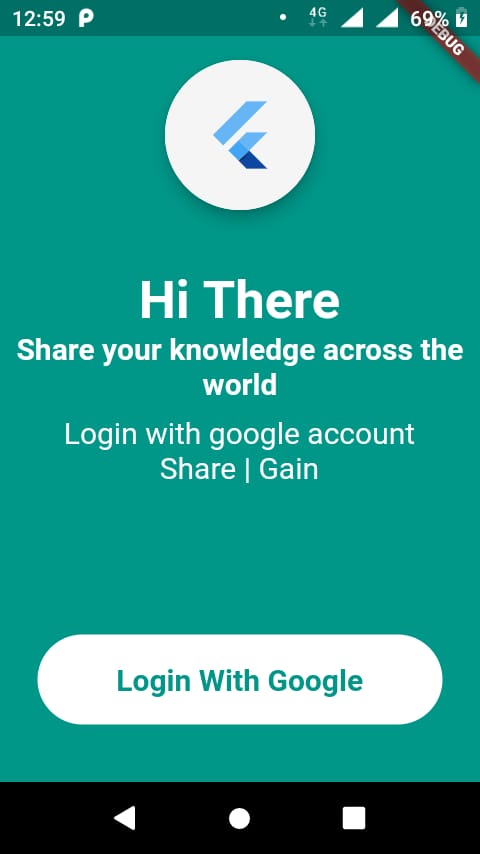 12:59
4G
69%
DEBUG
Hi There
Share your knowledge across the
world
Login with google account
Share | Gain
Login With Google